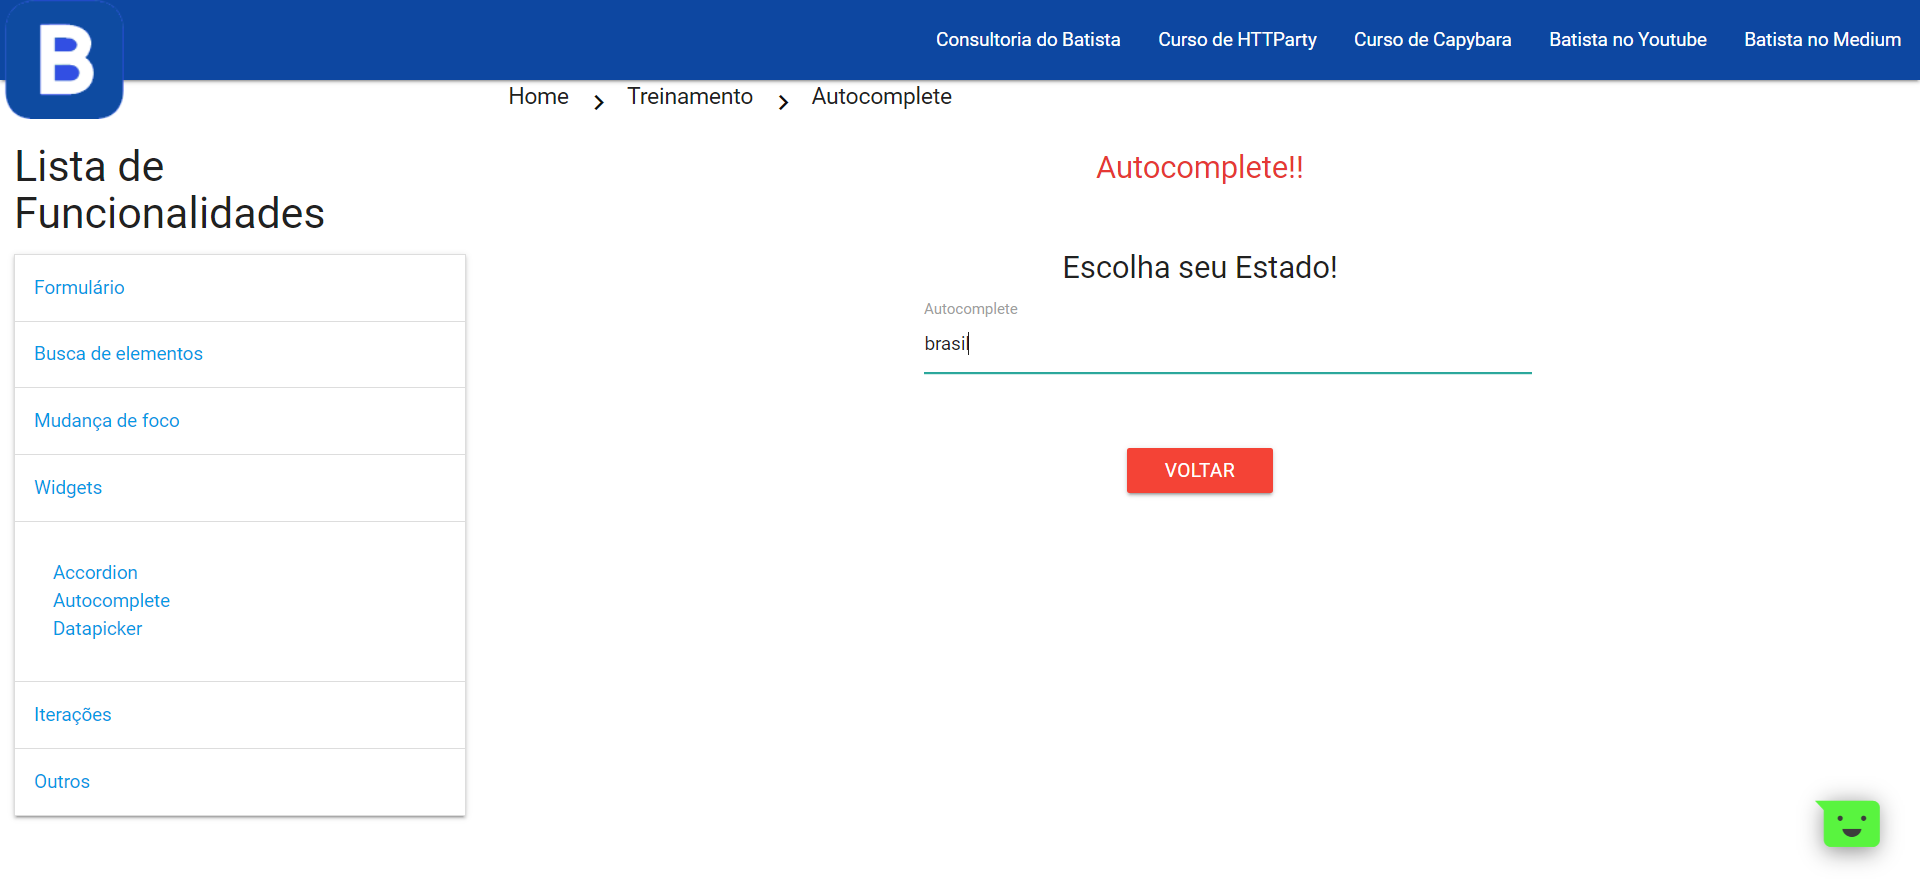 B
Consultoria do Batista
Curso de HTTParty
Curso de Capybara
Batista no Youtube
Batista no Medium
Home
Treinamento
Autocomplete
Lista de
Funcionalidades
Formulário
Busca de elementos
Mudança de foco
Widgets
Accordion
Autocomplete
Datapicker
Iterações
Outros
Autocomplete!!
Escolha seu Estado!
Autocomplete
brasil
VOLTAR